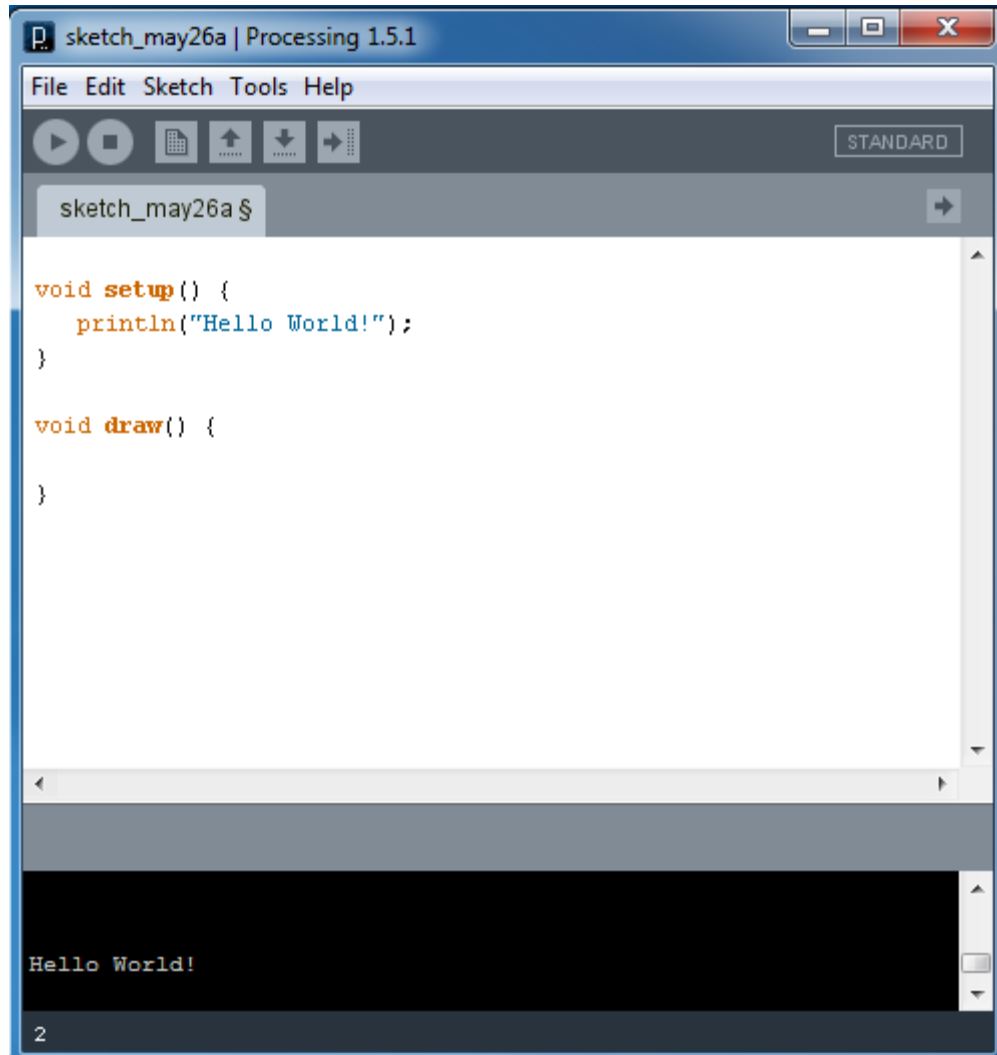 sketch_may26a | Processing 1.5.1
File Edit Sketch Tools Help
STANDARD
sketch_may26a §
void setup() {
   println("Hello World!");
}
void draw() {
}
Hello World!
2